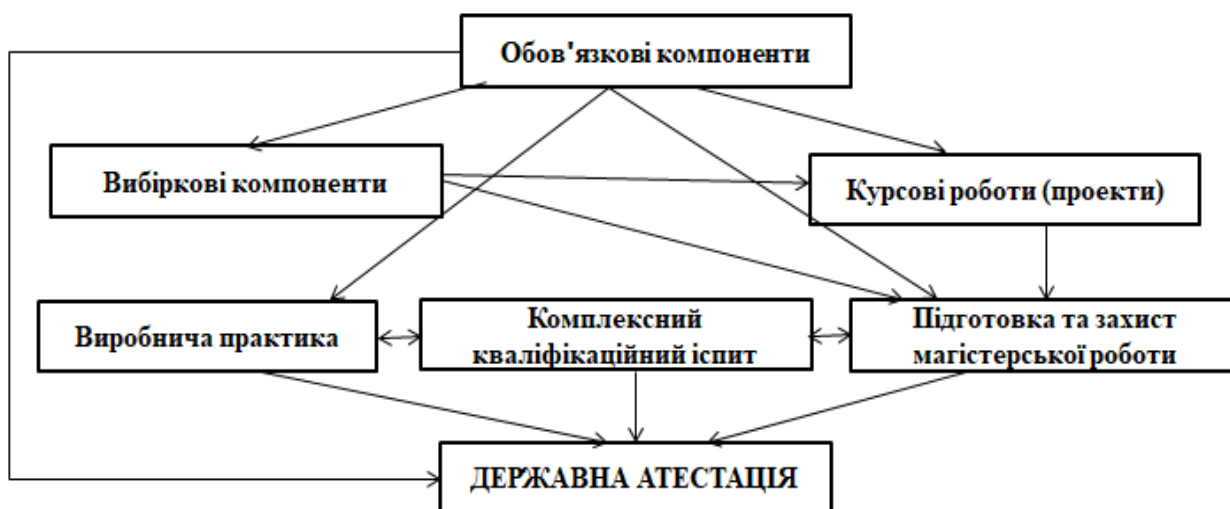 Обов'язкові компоненти
Вибіркові компоненти
Курсові роботи (проекти)
Виробнича практика
Комплексний
кваліфікаційний іспит
Підготовка та захист
магістерської роботи
ДЕРЖАВНА АТЕСТАЦІЯ